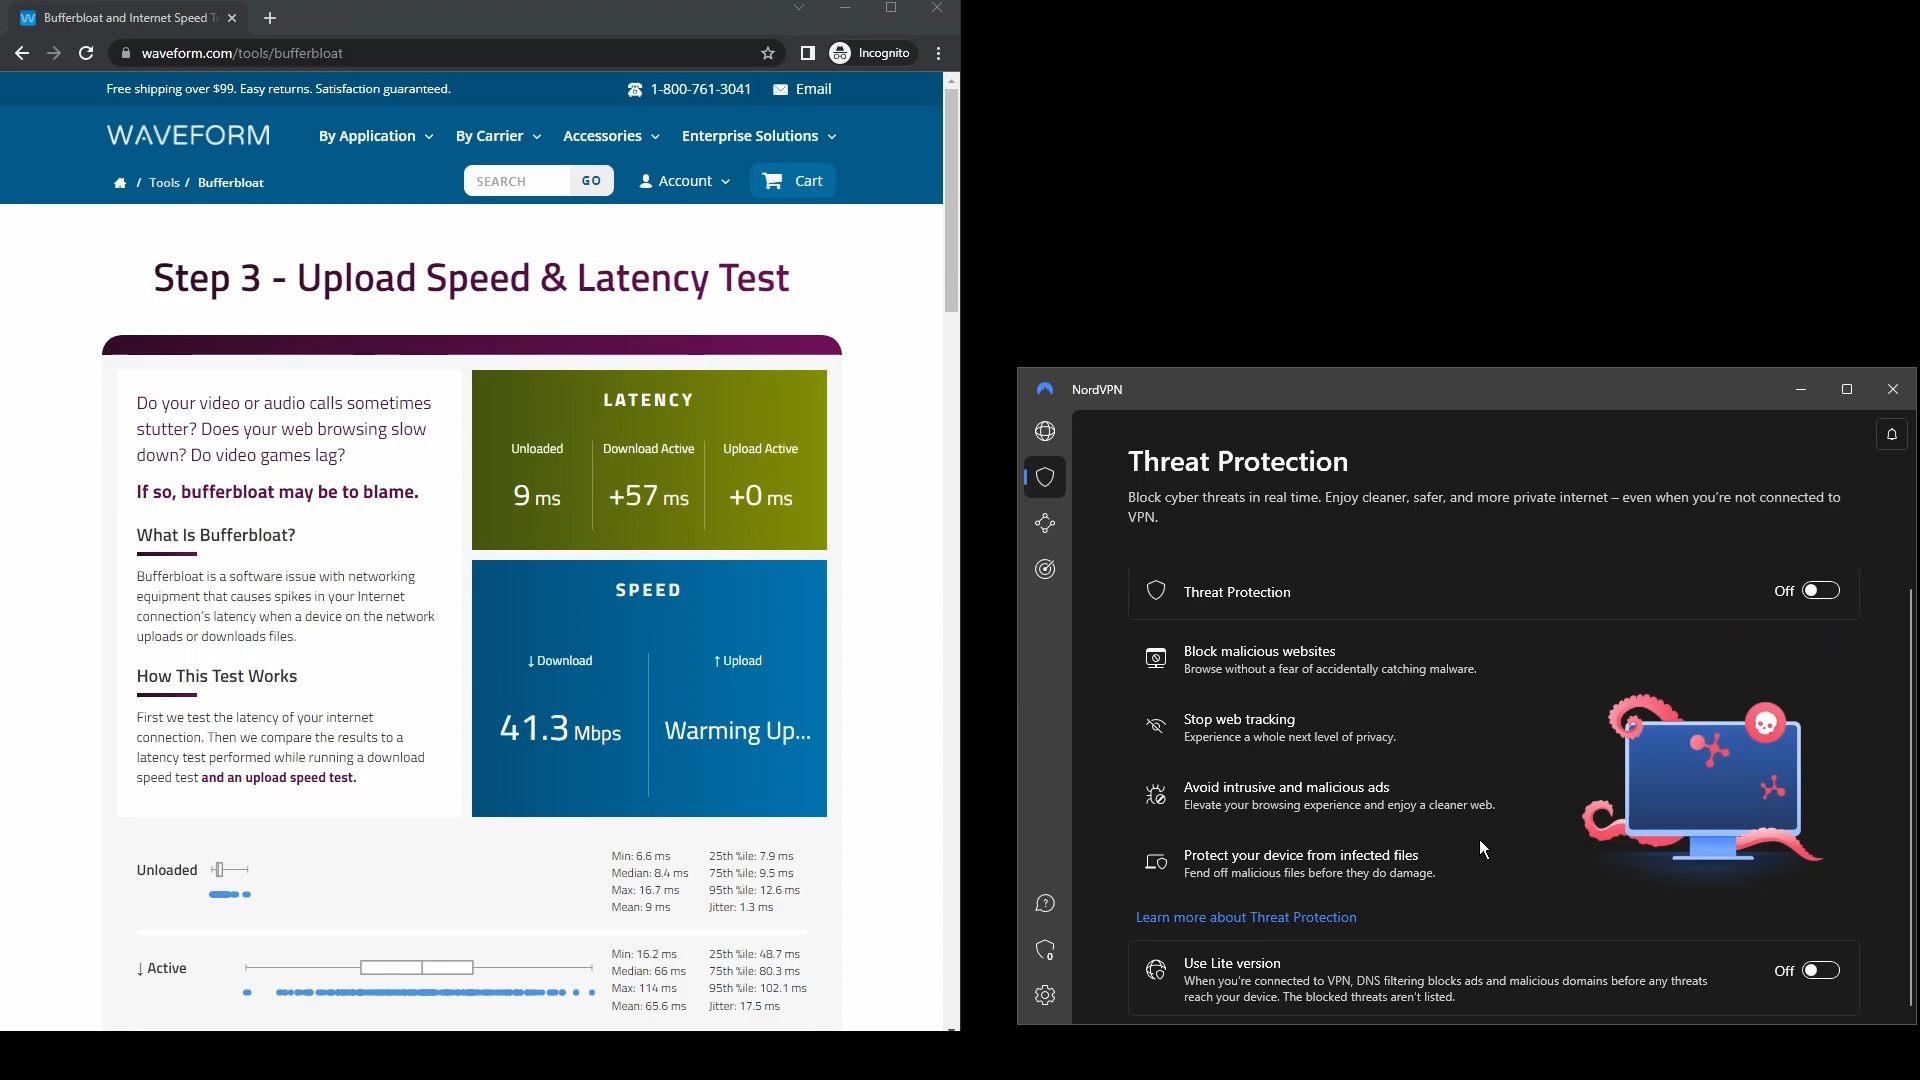 Bufferbloat and Internet Speed T
waveform.com/tools/bufferbloat
Incognito
Free shipping over $99. Easy returns. Satisfaction guaranteed.
1-800-761-3041
Email
WAVEFORM
By Application
By Carrier
Accessories
Enterprise Solutions
/ Tools / Bufferbloat
SEARCH
GO
Account
Cart
Step 3 - Upload Speed & Latency Test
Do your video or audio calls sometimes
stutter? Does your web browsing slow
down? Do video games lag?
If so, bufferbloat may be to blame.
What Is Bufferbloat?
Bufferbloat is a software issue with networking
equipment that causes spikes in your Internet
connection's latency when a device on the network
uploads or downloads files.
How This Test Works
First we test the latency of your internet
connection. Then we compare the results to a
latency test performed while running a download
speed test and an upload speed test.
LATENCY
Unloaded
Download Active
Upload Active
9 ms
+57 ms
+0 ms
SPEED
↓ Download
↑ Upload
41.3 Mbps
Warming Up...
Unloaded
Min: 6.6 ms
25th %ile: 7.9 ms
Median: 8.4 ms
75th %ile: 9.5 ms
Max: 16.7 ms
95th %ile: 12.6 ms
Mean: 9 ms
Jitter: 1.3 ms
↓ Active
Min: 16.2 ms
25th %ile: 48.7 ms
Median: 66 ms
75th %ile: 80.3 ms
Max: 114 ms
95th %ile: 102.1 ms
Mean: 65.6 ms
Jitter: 17.5 ms
NordVPN
Threat Protection
Block cyber threats in real time. Enjoy cleaner, safer, and more private internet – even when you're not connected to
VPN.
Threat Protection
Off
Block malicious websites
Browse without a fear of accidentally catching malware.
Stop web tracking
Experience a whole next level of privacy.
Avoid intrusive and malicious ads
Elevate your browsing experience and enjoy a cleaner web.
Protect your device from infected files
Fend off malicious files before they do damage.
Learn more about Threat Protection
Use Lite version
Off
When you're connected to VPN, DNS filtering blocks ads and malicious domains before any threats
reach your device. The blocked threats aren't listed.